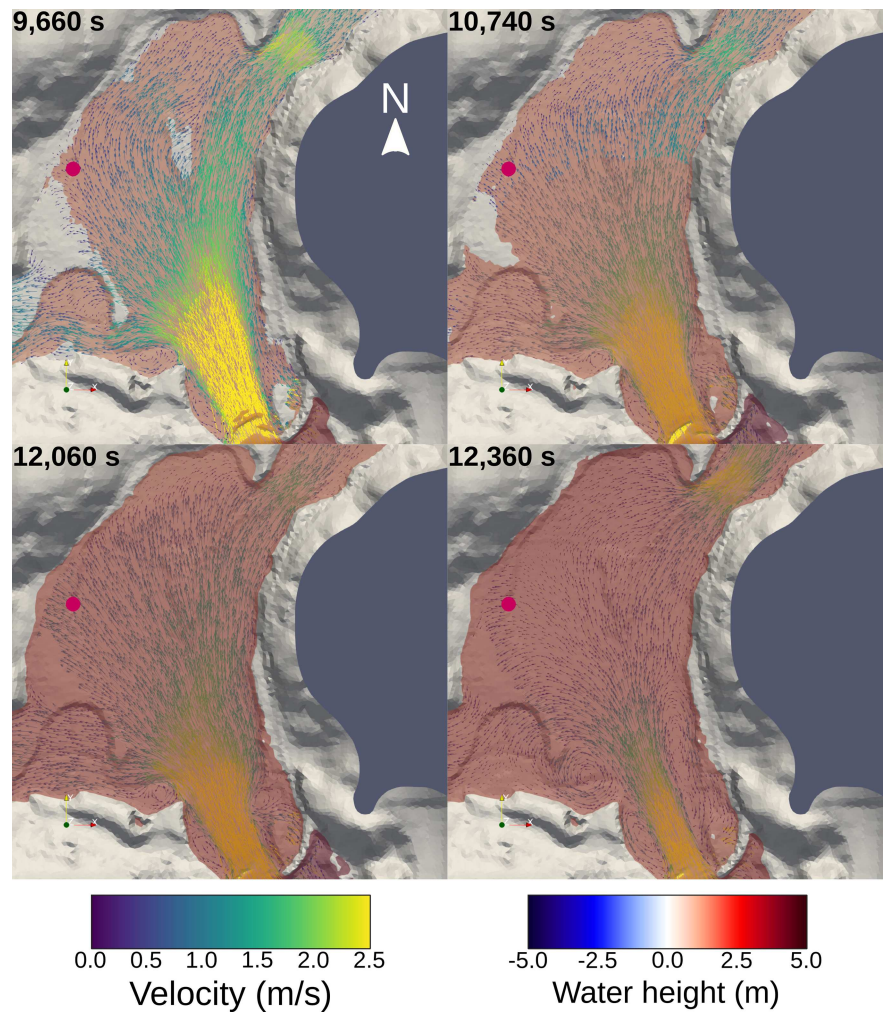 9,660 s
10,740 s
N
Y
X
X
12,060 s
12,360 s
Y
X
X
0.0 0.5 1.0 1.5 2.0 2.5
-5.0 -2.5 0.0 2.5 5.0
Velocity (m/s)
Water height (m)